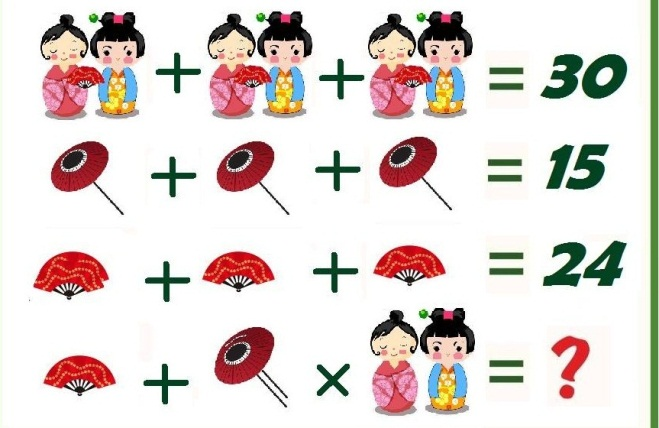 + + = 30
+ + = 15
+ + = 24
+ × = ?